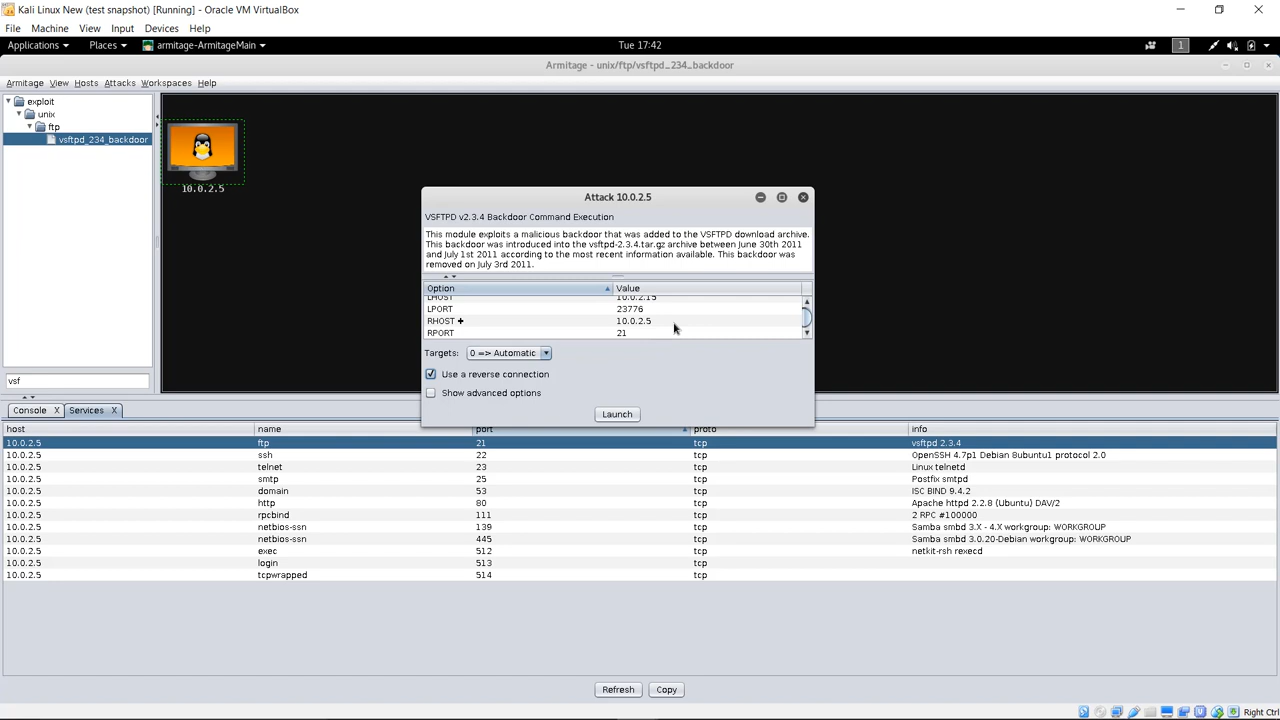 Kali Linux New (test snapshot) [Running] - Oracle VM VirtualBox
File Machine View Input Devices Help
Applications Places armitage-ArmitageMain Tue 17:42 1
Armitage - unix/ftp/vsftpd_234_backdoor
Armitage View Hosts Attacks Workspaces Help
exploit
unix
ftp
vsftpd_234_backdoor
10.0.2.5
vsf
Attack 10.0.2.5
VSFTPD v2.3.4 Backdoor Command Execution
This module exploits a malicious backdoor that was added to the VSFTPD download archive.
This backdoor was introduced into the vsftpd-2.3.4.tar.gz archive between June 30th 2011
and July 1st 2011 according to the most recent information available. This backdoor was
removed on July 3rd 2011.
Option Value
LHOST 10.0.2.15
LPORT 23776
RHOST + 10.0.2.5
RPORT 21
Targets: 0 => Automatic
Use a reverse connection
Show advanced options
Launch
Console X Services X
host name port proto info
10.0.2.5 ftp 21 tcp vsftpd 2.3.4
10.0.2.5 ssh 22 tcp OpenSSH 4.7p1 Debian 8ubuntu1 protocol 2.0
10.0.2.5 telnet 23 tcp Linux telnetd
10.0.2.5 smtp 25 tcp Postfix smtpd
10.0.2.5 domain 53 tcp ISC BIND 9.4.2
10.0.2.5 http 80 tcp Apache httpd 2.2.8 (Ubuntu) DAV/2
10.0.2.5 rpcbind 111 tcp 2 RPC #100000
10.0.2.5 netbios-ssn 139 tcp Samba smbd 3.X - 4.X workgroup: WORKGROUP
10.0.2.5 netbios-ssn 445 tcp Samba smbd 3.0.20-Debian workgroup: WORKGROUP
10.0.2.5 exec 512 tcp netkit-rsh rexecd
10.0.2.5 login 513 tcp
10.0.2.5 tcpwrapped 514 tcp
Refresh Copy
Right Ctrl